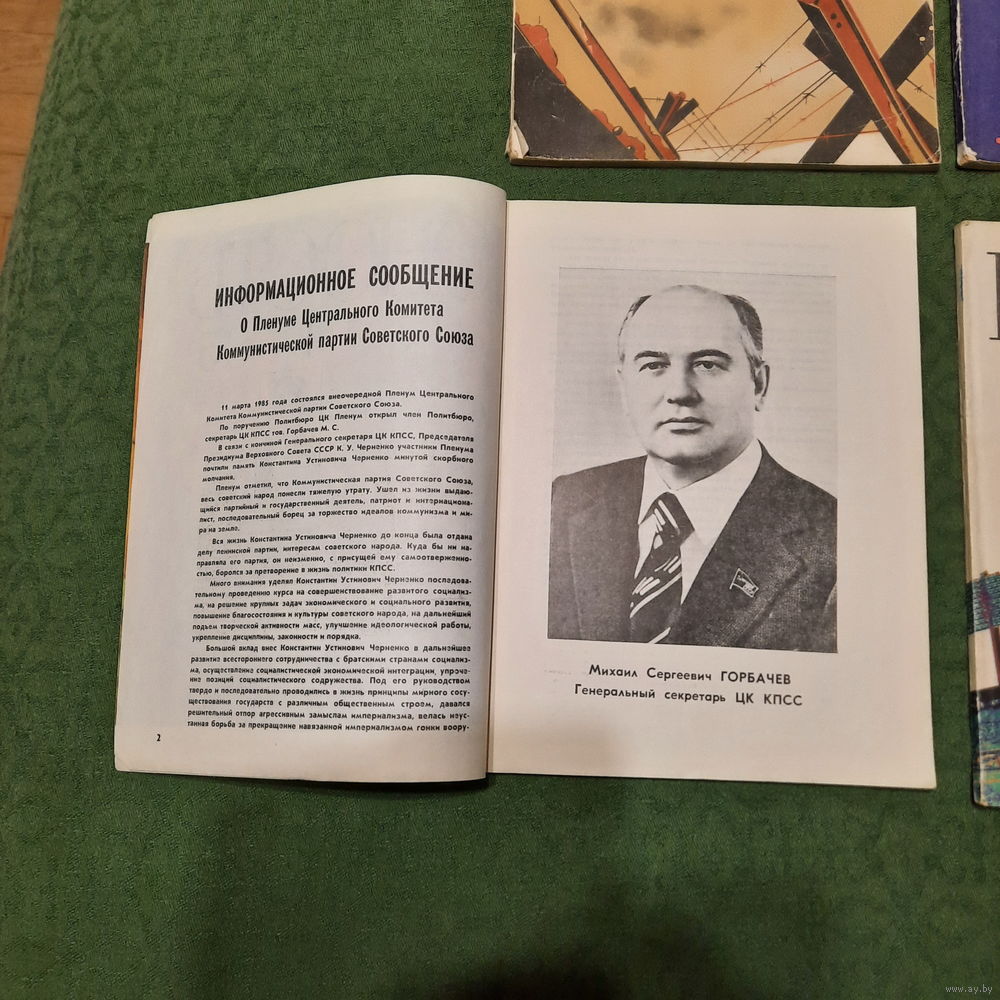 ИНФОРМАЦИОННОЕ СООБЩЕНИЕ
О Пленуме Центрального Комитета
Коммунистической партии Советского Союза
11 марта 1985 года состоялся внеочередной Пленум Центрального
Комитета Коммунистической партии Советского Союза.
По поручению Политбюро ЦК Пленум открыл член Политбюро,
секретарь ЦК КПСС тов. Горбачев М. С.
В связи с кончиной Генерального секретаря ЦК КПСС, Председателя
Президиума Верховного Совета СССР К. У. Черненко участники Пленума
почтили память Константина Устиновича Черненко минутой скорбного
молчания.
Пленум отметил, что Коммунистическая партия Советского Союза,
весь советский народ понесли тяжелую утрату. Ушел из жизни выдаю-
щийся партийный и государственный деятель, патриот и интернациона-
лист, последовательный борец за торжество идеалов коммунизма и ми-
ра на земле.
Вся жизнь Константина Устиновича Черненко до конца была отдана
делу ленинской партии, интересам советского народа. Куда бы ни на-
правляла его партия, он неизменно, с присущей ему самоотверженно-
стью, боролся за претворение в жизнь политики КПСС.
Много внимания уделял Константин Устинович Черненко последова-
тельному проведению курса на совершенствование развитого социализ-
ма, на решение крупных задач экономического и социального развития,
повышение благосостояния и культуры советского народа, на дальнейший
подъем творческой активности масс, улучшение идеологической работы,
укрепление дисциплины, законности и порядка.
Большой вклад внес Константин Устинович Черненко в дальнейшее
развитие всестороннего сотрудничества с братскими странами социализ-
ма, осуществление социалистической экономической интеграции, упроче-
ние позиций социалистического содружества. Под его руководством
твердо и последовательно проводились в жизнь принципы мирного сосу-
ществования государств с различным общественным строем, давался
решительный отпор агрессивным замыслам империализма, велась неус-
танная борьба за прекращение навязанной империализмом гонки воору-
2
Михаил Сергеевич ГОРБАЧЕВ
Генеральный секретарь ЦК КПСС
www.ay.by